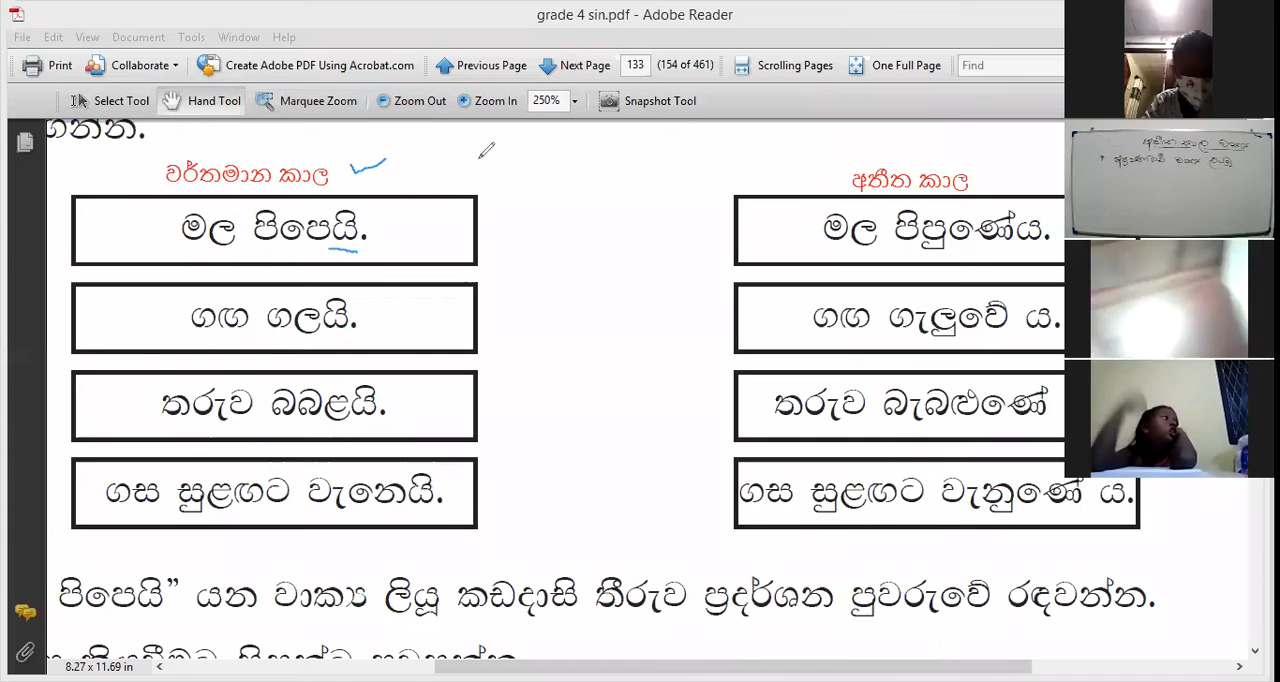 grade 4 sin.pdf - Adobe Reader
File Edit View Document Tools Window Help
Print Collaborate Create Adobe PDF Using Acrobat.com Previous Page Next Page 133 (154 of 461) Scrolling Pages One Full Page Find
Select Tool Hand Tool Marquee Zoom Zoom Out Zoom In 250% Snapshot Tool
ගන්න.
වර්තමාන කාල
අතීත කාල
මල පිපෙයි.
මල පිපුණේය.
ගඟ ගලයි.
ගඟ ගැලුවේ ය.
තරුව බබළයි.
තරුව බැබළුණේ
ගස සුළඟට වැනෙයි.
ගස සුළඟට වැනුණේ ය.
පිපෙයි” යන වාක්‍ය ලියූ කඩදාසි තීරුව ප්‍රදර්ශන පුවරුවේ රඳවන්න.
8.27 x 11.69 in